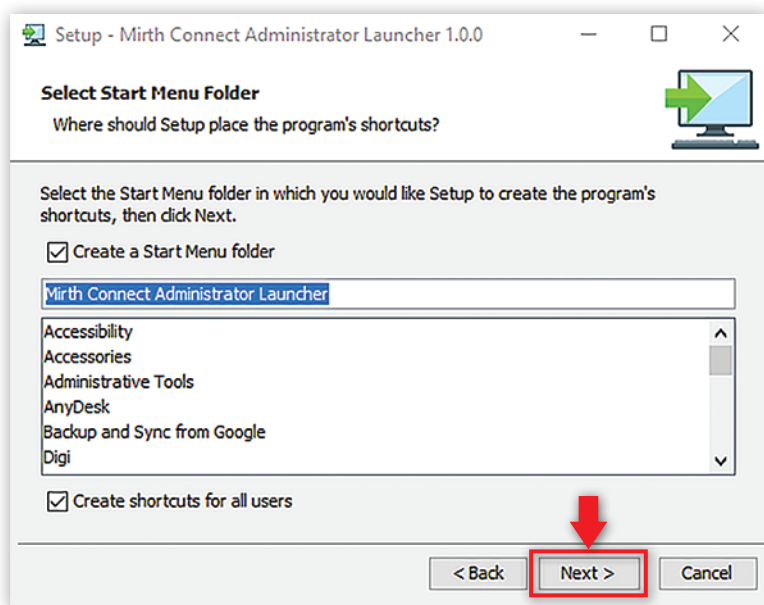 Setup - Mirth Connect Administrator Launcher 1.0.0
Select Start Menu Folder
Where should Setup place the program's shortcuts?
Select the Start Menu folder in which you would like Setup to create the program's
shortcuts, then click Next.
Create a Start Menu folder
Mirth Connect Administrator Launcher
Accessibility
Accessories
Administrative Tools
AnyDesk
Backup and Sync from Google
Digi
Create shortcuts for all users
< Back Next > Cancel